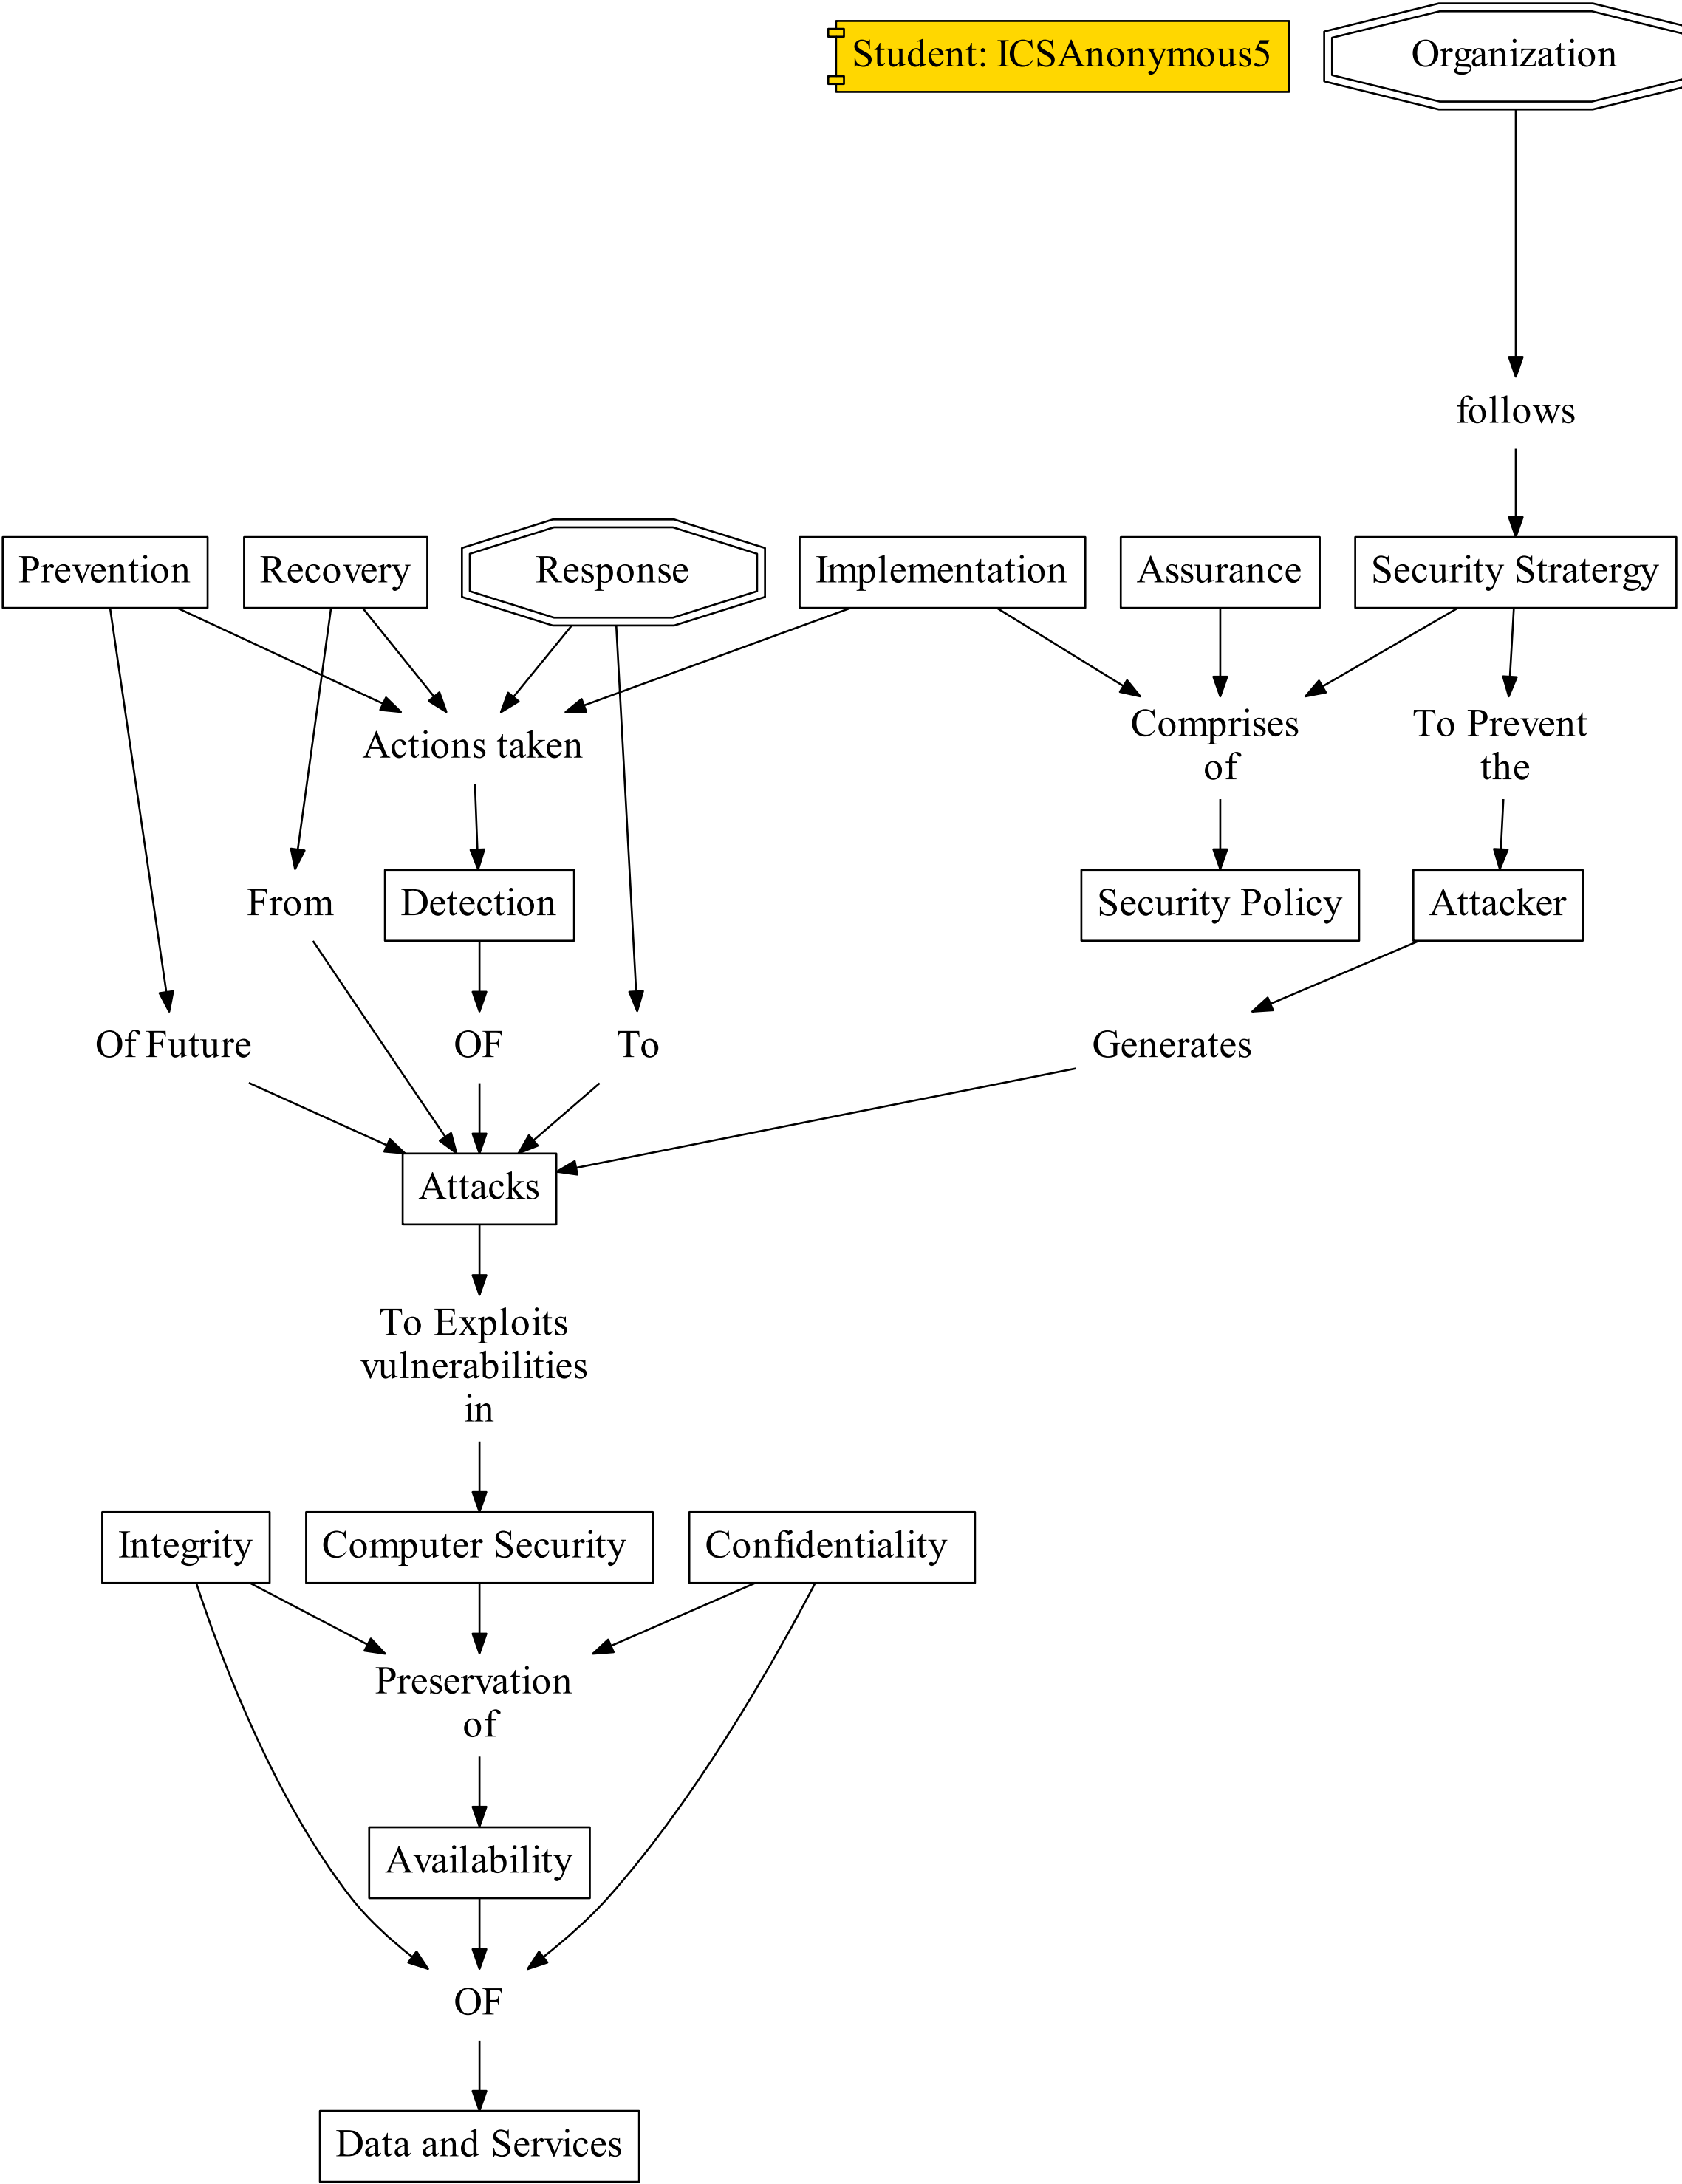 Student: ICSAnonymous5
Organization
follows
Prevention
Recovery
Response
Implementation
Assurance
Security Stratergy
Actions taken
Comprises
of
To Prevent
the
From
Detection
Security Policy
Attacker
Of Future
OF
To
Generates
Attacks
To Exploits
vulnerabilities
in
Integrity
Computer Security
Confidentiality
Preservation
of
Availability
OF
Data and Services